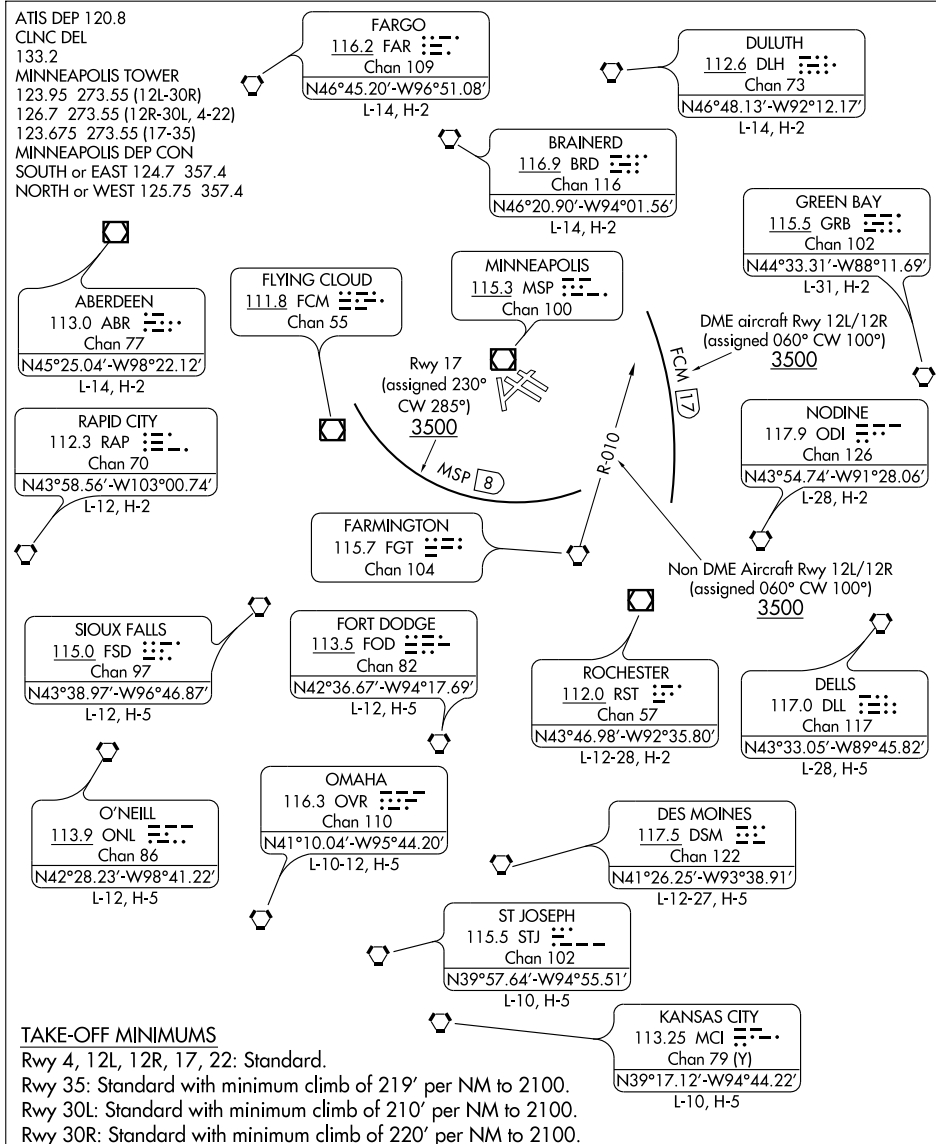 ATIS DEP 120.8
CLNC DEL
133.2
MINNEAPOLIS TOWER
123.95 273.55 (12L-30R)
126.7 273.55 (12R-30L, 4-22)
123.675 273.55 (17-35)
MINNEAPOLIS DEP CON
SOUTH or EAST 124.7 357.4
NORTH or WEST 125.75 357.4
FARGO
116.2 FAR
Chan 109
N46°45.20'-W96°51.08'
L-14, H-2
DULUTH
112.6 DLH
Chan 73
N46°48.13'-W92°12.17'
L-14, H-2
BRAINERD
116.9 BRD
Chan 116
N46°20.90'-W94°01.56'
L-14, H-2
GREEN BAY
115.5 GRB
Chan 102
N44°33.31'-W88°11.69'
L-31, H-2
ABERDEEN
113.0 ABR
Chan 77
N45°25.04'-W98°22.12'
L-14, H-2
FLYING CLOUD
111.8 FCM
Chan 55
MINNEAPOLIS
115.3 MSP
Chan 100
Rwy 17
(assigned 230°
CW 285°)
3500
MSP 8
FCM 17
DME aircraft Rwy 12L/12R
(assigned 060° CW 100°)
3500
RAPID CITY
112.3 RAP
Chan 70
N43°58.56'-W103°00.74'
L-12, H-2
NODINE
117.9 ODI
Chan 126
N43°54.74'-W91°28.06'
L-28, H-2
R-010
FARMINGTON
115.7 FGT
Chan 104
Non DME Aircraft Rwy 12L/12R
(assigned 060° CW 100°)
3500
SIOUX FALLS
115.0 FSD
Chan 97
N43°38.97'-W96°46.87'
L-12, H-5
FORT DODGE
113.5 FOD
Chan 82
N42°36.67'-W94°17.69'
L-12, H-5
ROCHESTER
112.0 RST
Chan 57
N43°46.98'-W92°35.80'
L-12-28, H-2
DELLS
117.0 DLL
Chan 117
N43°33.05'-W89°45.82'
L-28, H-5
O'NEILL
113.9 ONL
Chan 86
N42°28.23'-W98°41.22'
L-12, H-5
OMAHA
116.3 OVR
Chan 110
N41°10.04'-W95°44.20'
L-10-12, H-5
DES MOINES
117.5 DSM
Chan 122
N41°26.25'-W93°38.91'
L-12-27, H-5
ST JOSEPH
115.5 STJ
Chan 102
N39°57.64'-W94°55.51'
L-10, H-5
KANSAS CITY
113.25 MCI
Chan 79 (Y)
N39°17.12'-W94°44.22'
L-10, H-5
TAKE-OFF MINIMUMS
Rwy 4, 12L, 12R, 17, 22: Standard.
Rwy 35: Standard with minimum climb of 219' per NM to 2100.
Rwy 30L: Standard with minimum climb of 210' per NM to 2100.
Rwy 30R: Standard with minimum climb of 220' per NM to 2100.